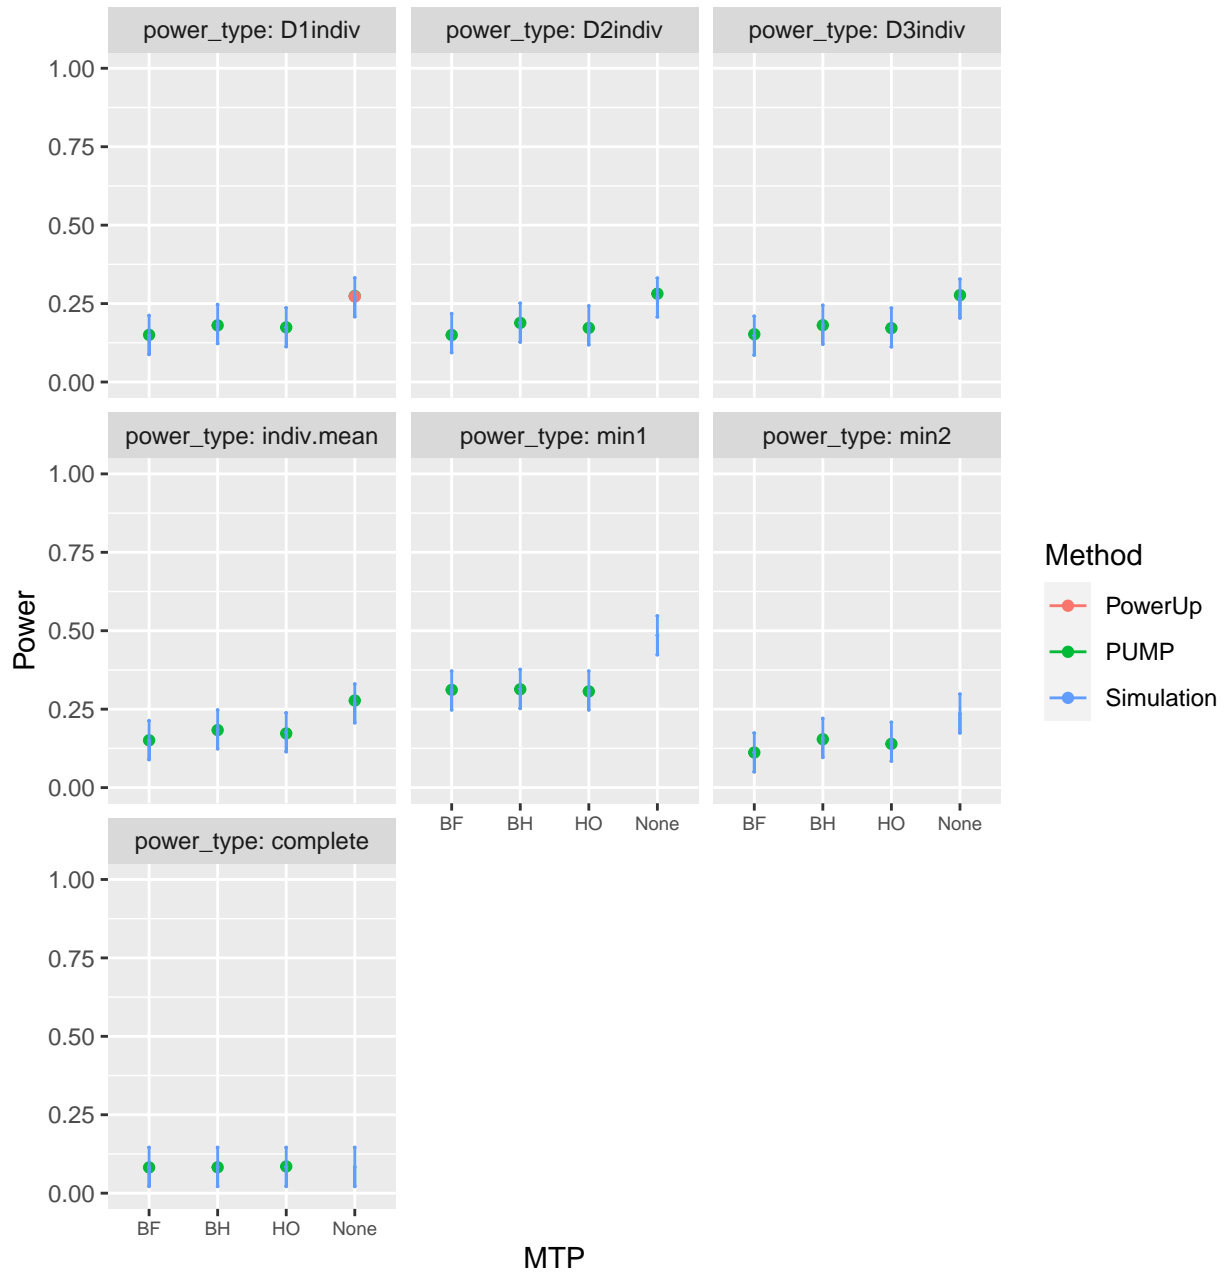 power_type: D1indiv
power_type: D2indiv
power_type: D3indiv
1.00
0.75
0.50
0.25
0.00
power_type: indiv.mean
power_type: min1
power_type: min2
1.00
0.75
0.50
0.25
0.00
BF BH HO None
BF BH HO None
power_type: complete
1.00
0.75
0.50
0.25
0.00
BF BH HO None
MTP
Power
Method
PowerUp
PUMP
Simulation